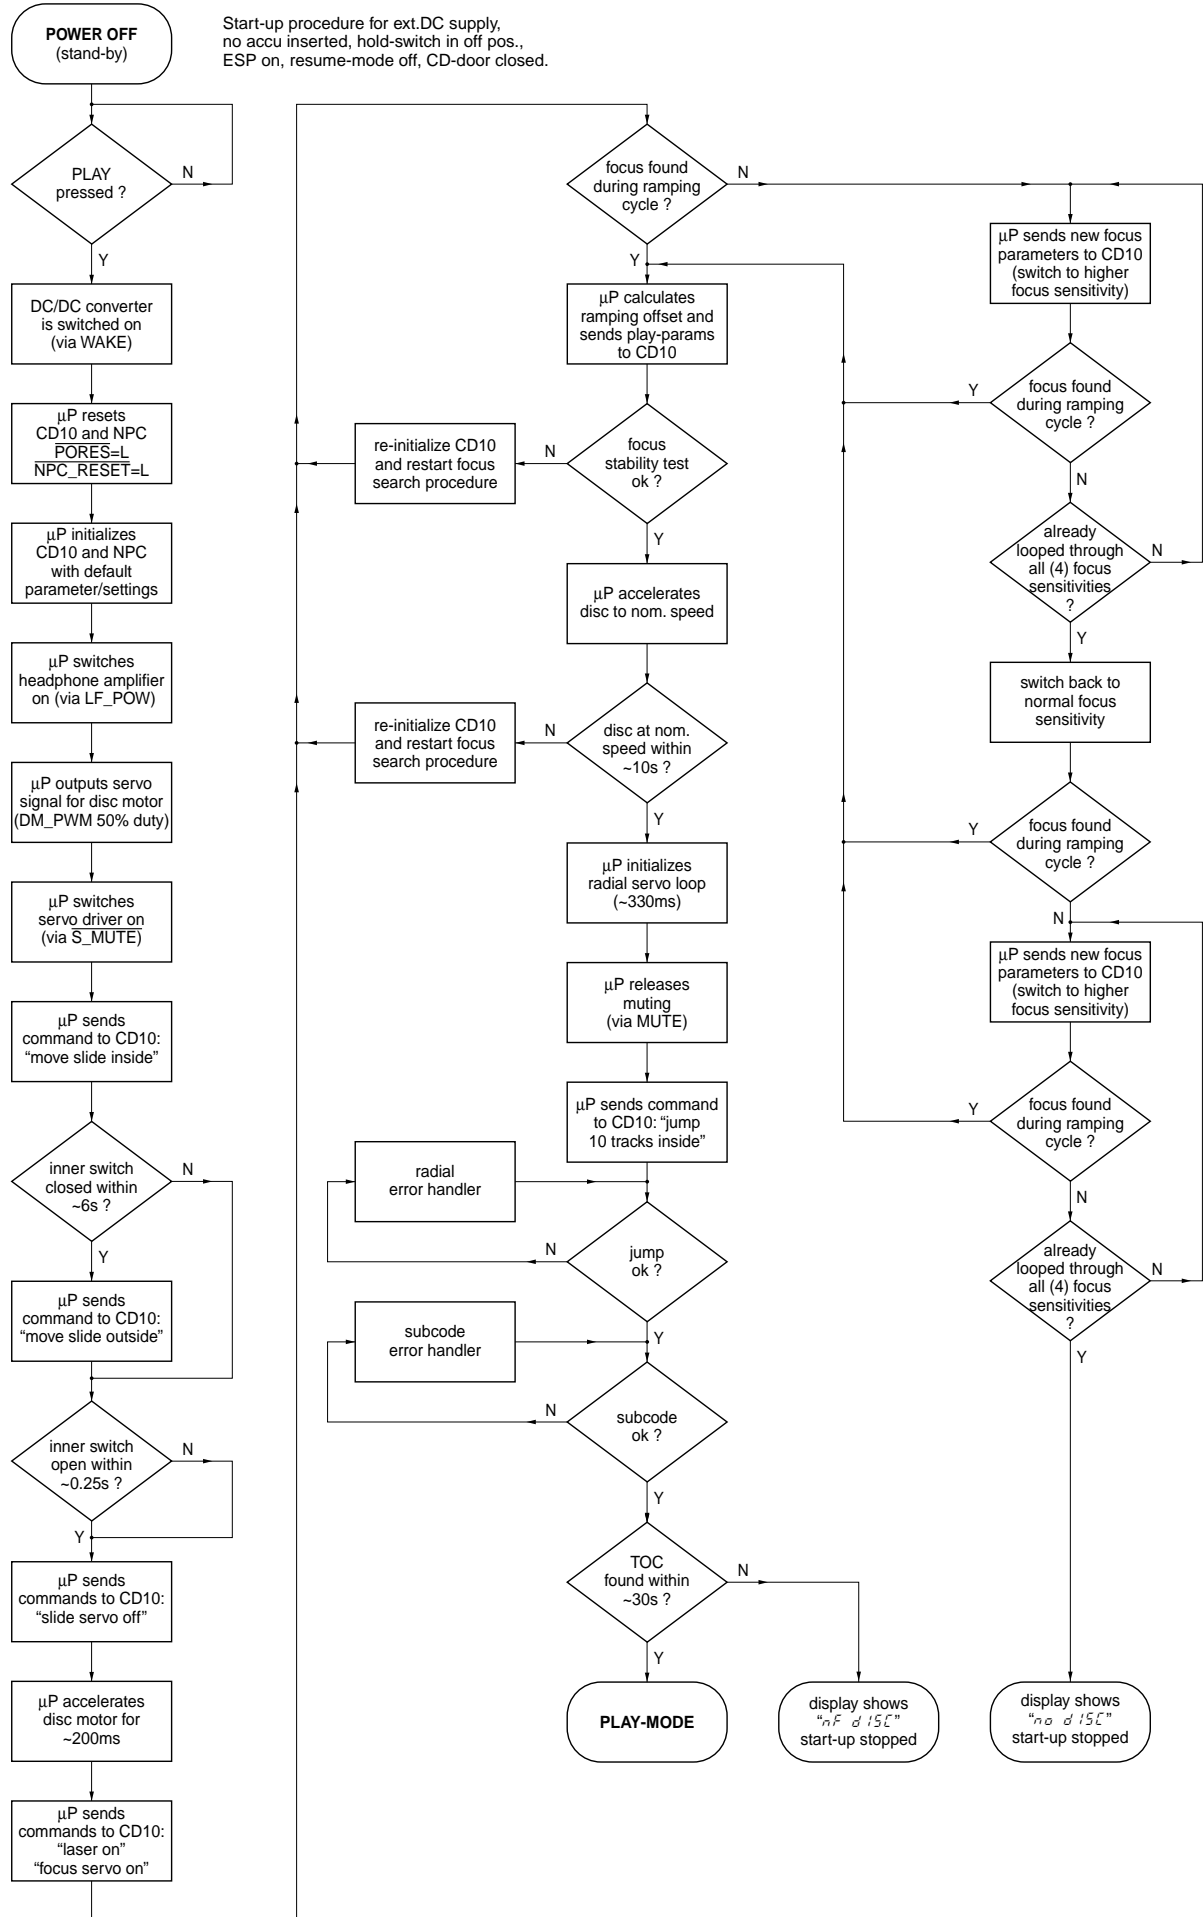 POWER OFF
(stand-by)
Start-up procedure for ext.DC supply,
no accu inserted, hold-switch in off pos.,
ESP on, resume-mode off, CD-door closed.
PLAY
pressed ?
N
Y
DC/DC converter
is switched on
(via WAKE)
µP resets
CD10 and NPC
PORES=L
NPC_RESET=L
µP initializes
CD10 and NPC
with default
parameter/settings
µP switches
headphone amplifier
on (via LF_POW)
µP outputs servo
signal for disc motor
(DM_PWM 50% duty)
µP switches
servo driver on
(via S_MUTE)
µP sends
command to CD10:
“move slide inside”
inner switch
closed within
~6s ?
N
Y
µP sends
command to CD10:
“move slide outside”
inner switch
open within
~0.25s ?
N
Y
µP sends
commands to CD10:
“slide servo off”
µP accelerates
disc motor for
~200ms
µP sends
commands to CD10:
“laser on”
“focus servo on”
focus found
during ramping
cycle ?
N
Y
µP calculates
ramping offset and
sends play-params
to CD10
focus
stability test
ok ?
N
re-initialize CD10
and restart focus
search procedure
Y
µP accelerates
disc to nom. speed
disc at nom.
speed within
~10s ?
N
re-initialize CD10
and restart focus
search procedure
Y
µP initializes
radial servo loop
(~330ms)
µP releases
muting
(via MUTE)
µP sends command
to CD10: “jump
10 tracks inside”
radial
error handler
jump
ok ?
N
Y
subcode
error handler
subcode
ok ?
N
Y
TOC
found within
~30s ?
N
Y
PLAY-MODE
display shows
“nF dISC”
start-up stopped
µP sends new focus
parameters to CD10
(switch to higher
focus sensitivity)
focus found
during ramping
cycle ?
Y
N
already
looped through
all (4) focus
sensitivities
?
N
Y
switch back to
normal focus
sensitivity
focus found
during ramping
cycle ?
Y
N
µP sends new focus
parameters to CD10
(switch to higher
focus sensitivity)
focus found
during ramping
cycle ?
Y
N
already
looped through
all (4) focus
sensitivities
?
N
Y
display shows
“no dISC”
start-up stopped